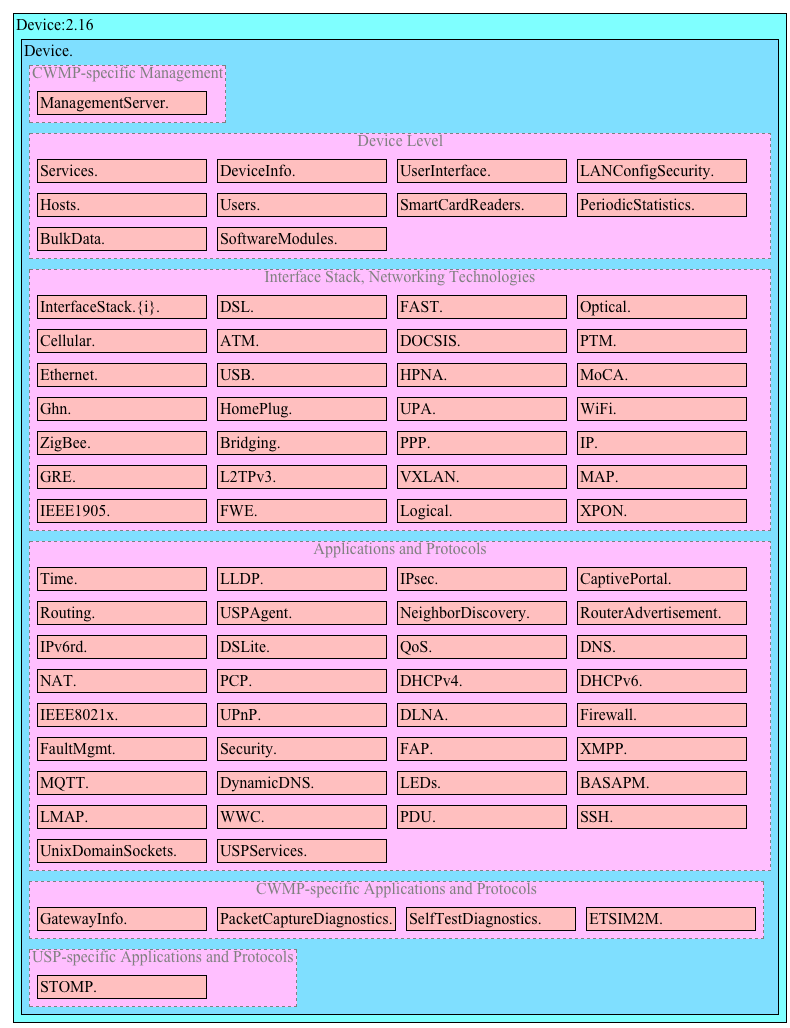 Device:2.16
Device.
CWMP-specific Management
ManagementServer.
Device Level
Services. DeviceInfo. UserInterface. LANConfigSecurity.
Hosts. Users. SmartCardReaders. PeriodicStatistics.
BulkData. SoftwareModules.
Interface Stack, Networking Technologies
InterfaceStack.{i}. DSL. FAST. Optical.
Cellular. ATM. DOCSIS. PTM.
Ethernet. USB. HPNA. MoCA.
Ghn. HomePlug. UPA. WiFi.
ZigBee. Bridging. PPP. IP.
GRE. L2TPv3. VXLAN. MAP.
IEEE1905. FWE. Logical. XPON.
Applications and Protocols
Time. LLDP. IPsec. CaptivePortal.
Routing. USPAgent. NeighborDiscovery. RouterAdvertisement.
IPv6rd. DSLite. QoS. DNS.
NAT. PCP. DHCPv4. DHCPv6.
IEEE8021x. UPnP. DLNA. Firewall.
FaultMgmt. Security. FAP. XMPP.
MQTT. DynamicDNS. LEDs. BASAPM.
LMAP. WWC. PDU. SSH.
UnixDomainSockets. USPServices.
CWMP-specific Applications and Protocols
GatewayInfo. PacketCaptureDiagnostics. SelfTestDiagnostics. ETSIM2M.
USP-specific Applications and Protocols
STOMP.